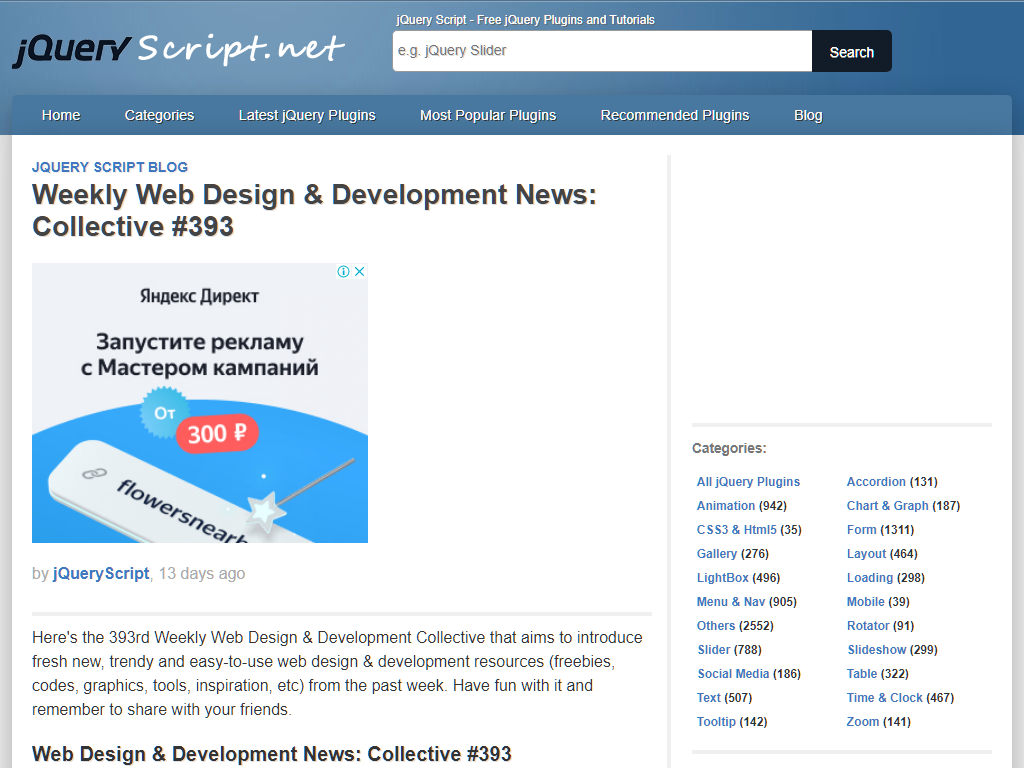 jQuery Script.net
jQuery Script - Free jQuery Plugins and Tutorials
e.g. jQuery Slider
Search
Home
Categories
Latest jQuery Plugins
Most Popular Plugins
Recommended Plugins
Blog
JQUERY SCRIPT BLOG
Weekly Web Design & Development News:
Collective #393
Яндекс Директ
Запустите рекламу
с Мастером кампаний
От
300 ₽
flowersnearb
by jQueryScript, 13 days ago
Here's the 393rd Weekly Web Design & Development Collective that aims to introduce
fresh new, trendy and easy-to-use web design & development resources (freebies,
codes, graphics, tools, inspiration, etc) from the past week. Have fun with it and
remember to share with your friends.
Web Design & Development News: Collective #393
Categories:
All jQuery Plugins
Accordion (131)
Animation (942)
Chart & Graph (187)
CSS3 & Html5 (35)
Form (1311)
Gallery (276)
Layout (464)
LightBox (496)
Loading (298)
Menu & Nav (905)
Mobile (39)
Others (2552)
Rotator (91)
Slider (788)
Slideshow (299)
Social Media (186)
Table (322)
Text (507)
Time & Clock (467)
Tooltip (142)
Zoom (141)